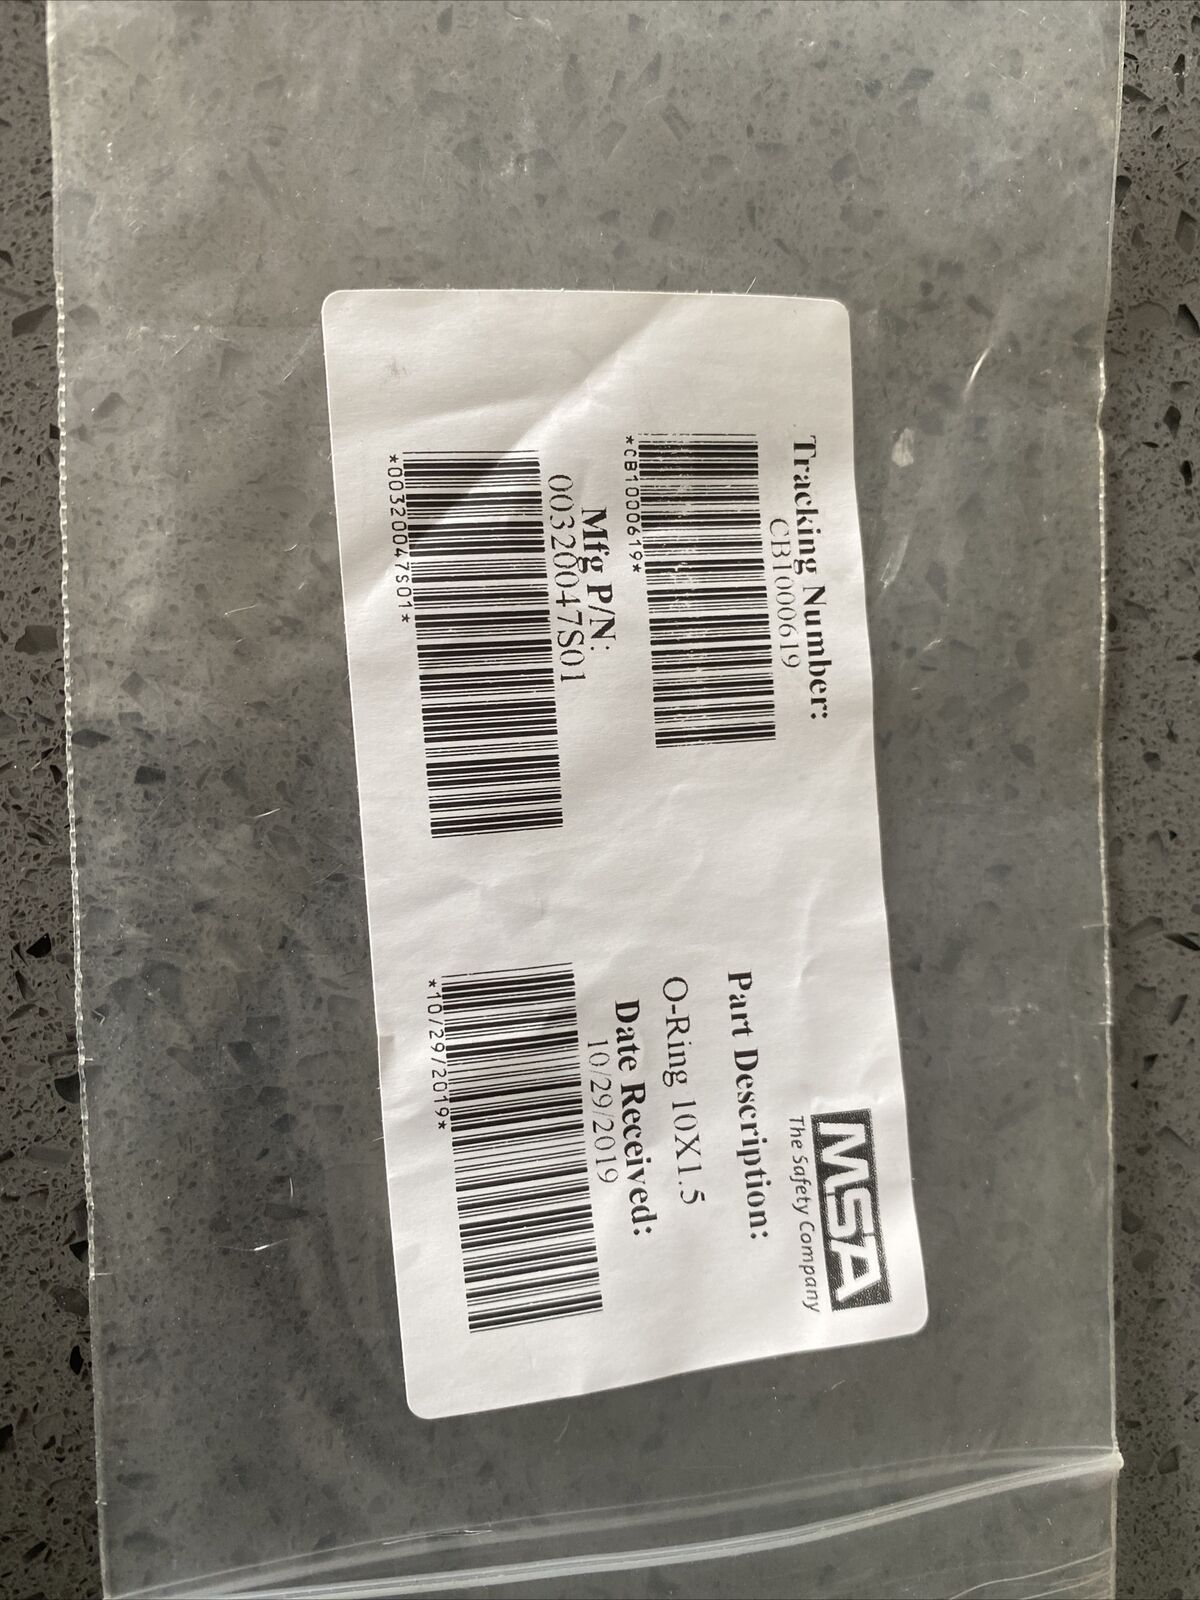 Tracking Number:
CB1000619
*CB1000619*
Mfg P/N:
00320047S01
*00320047S01*
MSA
The Safety Company
Part Description:
O-Ring 10X1.5
Date Received:
10/29/2019
*10/29/2019*